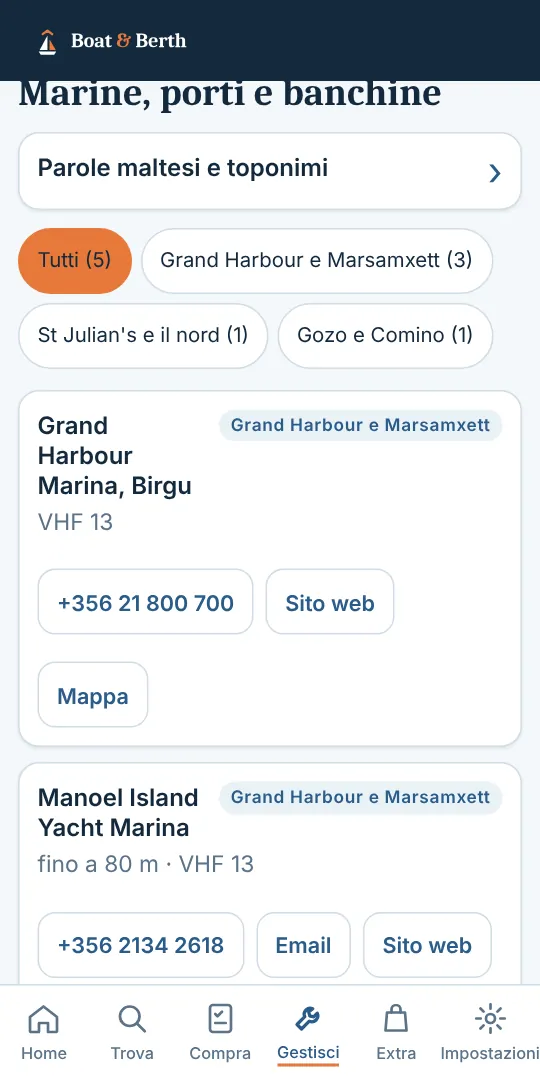 Boat & Berth
Marine, porti e banchine
Parole maltesi e toponimi
Tutti (5)
Grand Harbour e Marsamxett (3)
St Julian's e il nord (1)
Gozo e Comino (1)
Grand
Harbour
Marina, Birgu
Grand Harbour e Marsamxett
VHF 13
+356 21 800 700
Sito web
Mappa
Manoel Island
Yacht Marina
Grand Harbour e Marsamxett
fino a 80 m · VHF 13
+356 2134 2618
Email
Sito web
Home
Trova
Compra
Gestisci
Extra
Impostazioni